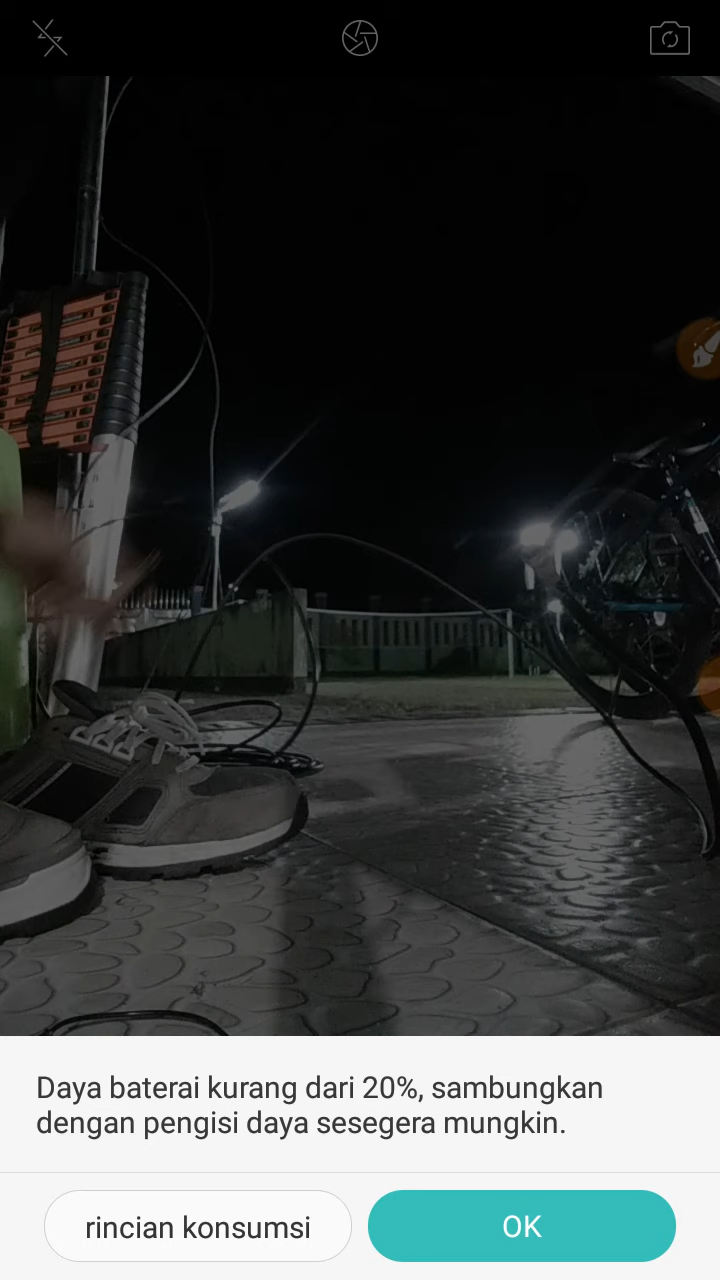 Daya baterai kurang dari 20%, sambungkan
dengan pengisi daya sesegera mungkin.
rincian konsumsi
OK